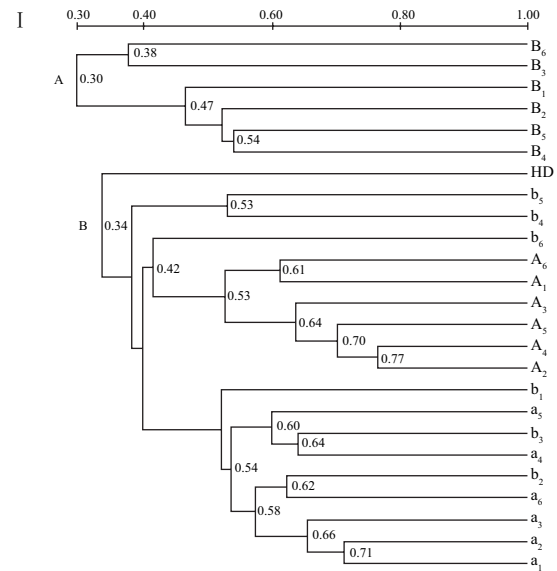 I 0.30 0.40 0.60 0.80 1.00
B₆
0.38
B₃
A 0.30
B₁
0.47
B₂
B₅
0.54
B₄
HD
b₅
B 0.34 0.53
b₄
b₆
A₆
0.42 0.61
A₁
0.53
A₃
0.64
A₅
0.70
A₄
0.77
A₂
b₁
a₅
0.60
b₃
0.64
a₄
0.54
b₂
0.62
a₆
0.58
a₃
0.66
a₂
0.71
a₁